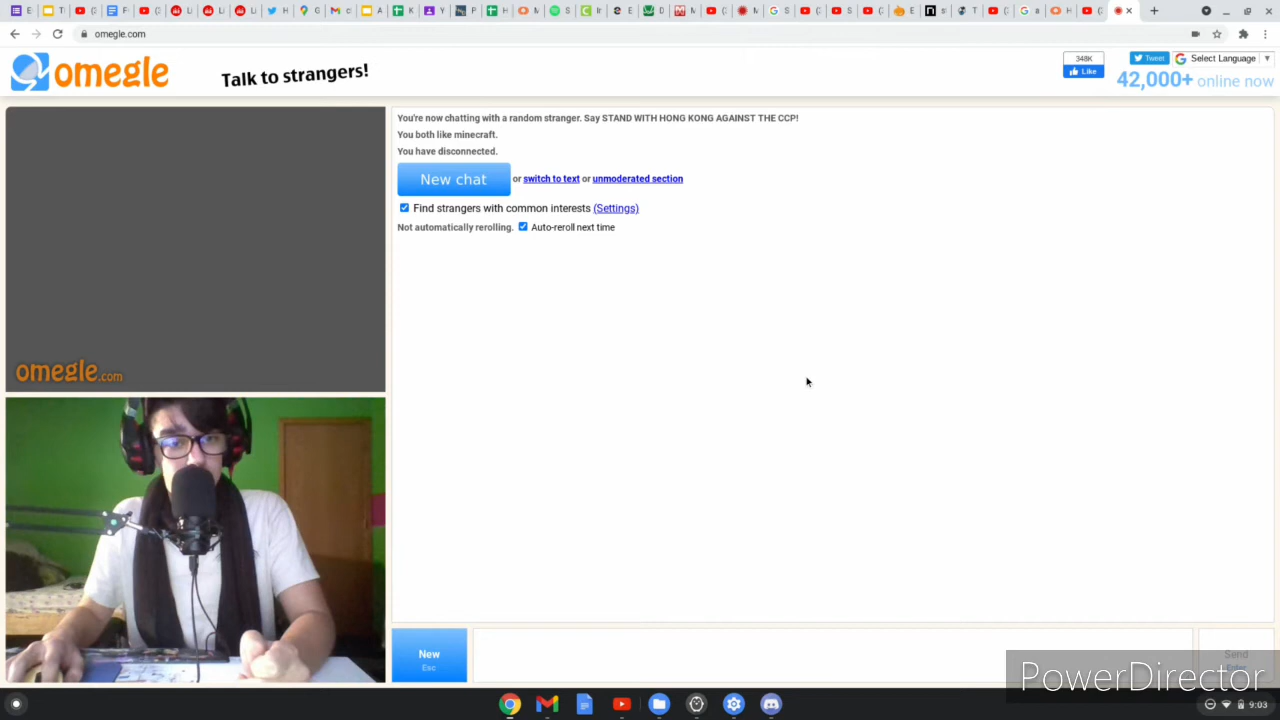 omegle.com
omegle
Talk to strangers!
348K
Like
Tweet
Select Language
42,000+ online now
You're now chatting with a random stranger. Say STAND WITH HONG KONG AGAINST THE CCP!
You both like minecraft.
You have disconnected.
New chat or switch to text or unmoderated section
Find strangers with common interests (Settings)
Not automatically rerolling. Auto-reroll next time
omegle.com
New
Esc
Send
Enter
PowerDirector
9:03